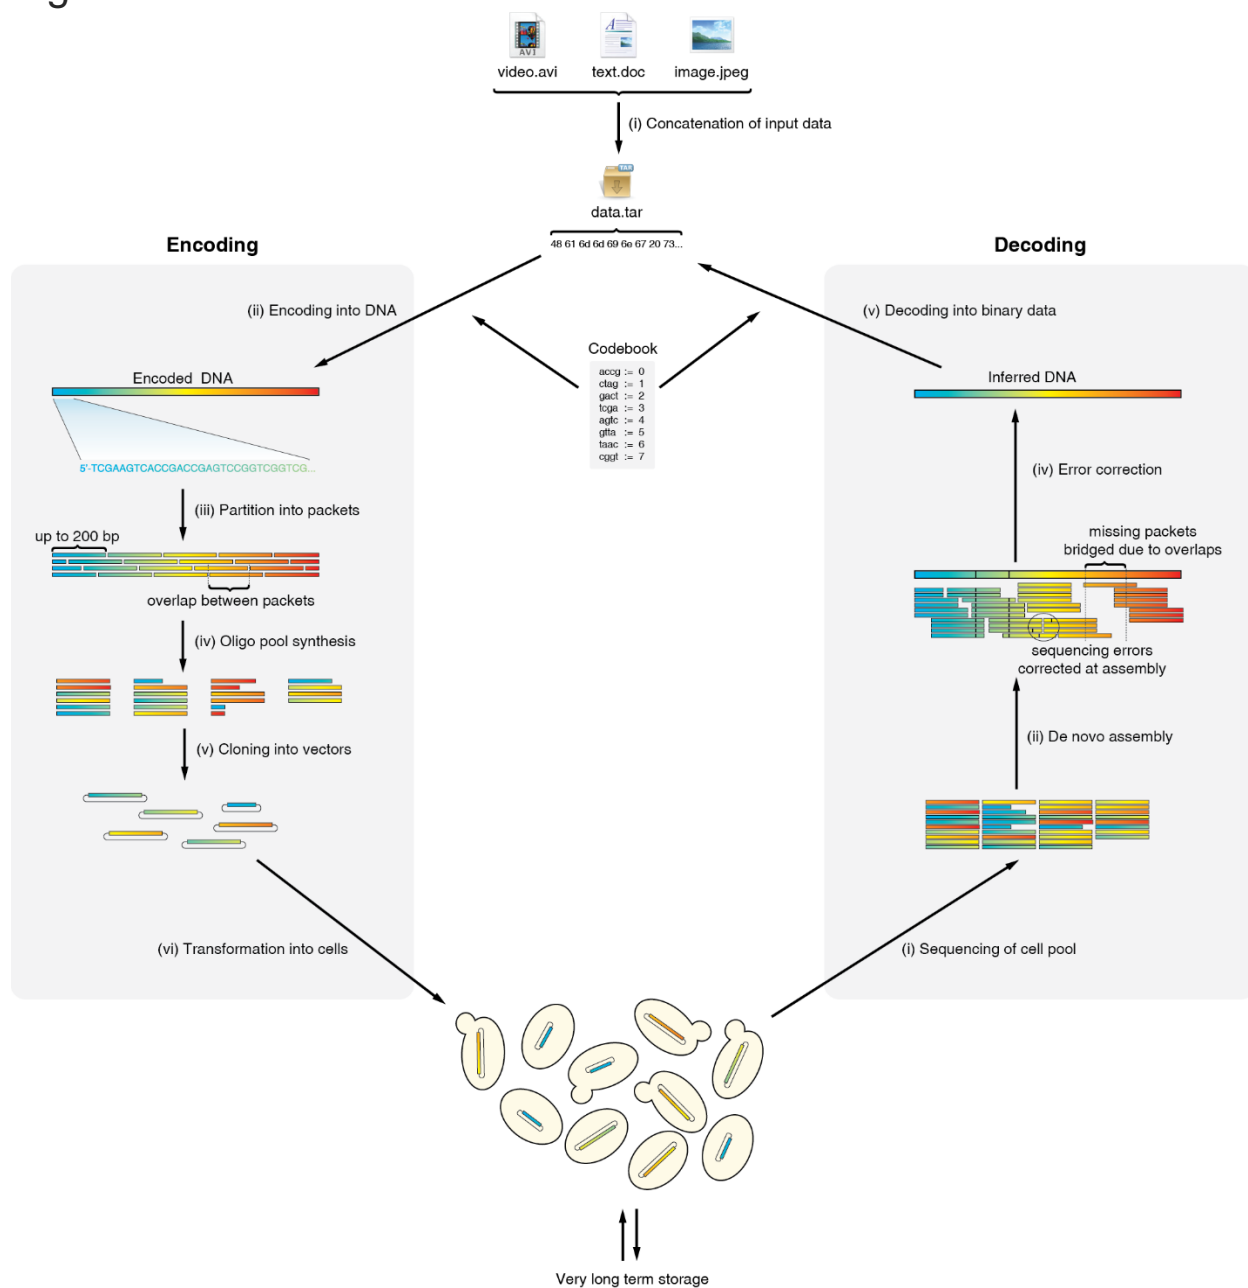 g
AVI
video.avi
text.doc
image.jpeg
(i) Concatenation of input data
TAR
data.tar
48 61 6d 6d 69 6e 67 20 73...
Encoding
Decoding
(ii) Encoding into DNA
(v) Decoding into binary data
Codebook
accg := 0
ctag := 1
gact := 2
tcga := 3
agtc := 4
gtta := 5
taac := 6
cggt := 7
Encoded DNA
5'-TCGAAGTCACCGACCGAGTCCGGTCGGTCG...
Inferred DNA
(iii) Partition into packets
(iv) Error correction
up to 200 bp
overlap between packets
missing packets
bridged due to overlaps
(iv) Oligo pool synthesis
sequencing errors
corrected at assembly
(v) Cloning into vectors
(ii) De novo assembly
(vi) Transformation into cells
(i) Sequencing of cell pool
Very long term storage